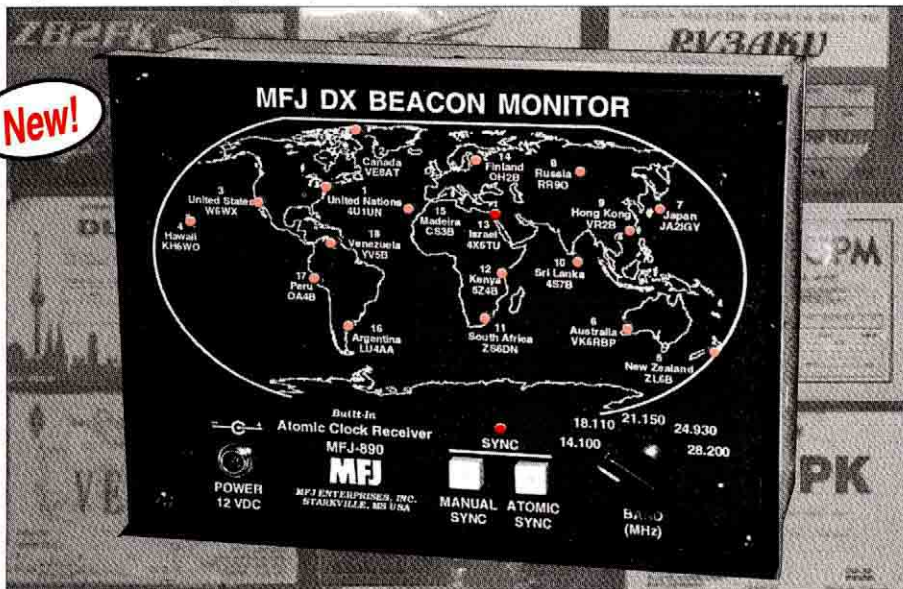 ZB2FK
RV3AKU
New!
MFJ DX BEACON MONITOR
2
Canada
VE8AT
14
Finland
OH2B
8
Russia
RR9O
3
United States
W6WX
1
United Nations
4U1UN
15
Madeira
CS3B
13
Israel
4X6TU
9
Hong Kong
VR2B
7
Japan
JA2IGY
4
Hawaii
KH6WO
18
Venezuela
YV5B
10
Sri Lanka
4S7B
12
Kenya
5Z4B
17
Peru
OA4B
6
Australia
VK6RBP
16
Argentina
LU4AA
11
South Africa
ZS6DN
5
New Zealand
ZL6B
Built-In
Atomic Clock Receiver
MFJ-890
MFJ
MFJ ENTERPRISES, INC.
STARKVILLE, MS USA
POWER
12 VDC
SYNC
MANUAL
SYNC
ATOMIC
SYNC
14.100
18.110
21.150
24.930
28.200
BAND
(MHz)
PM
PK